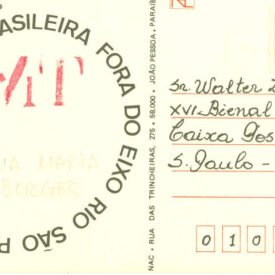 ASILEIRA FORA DO EIXO RIO SÃO P
MT
NAC - RUA DAS TRINCHEIRAS, 275 - 58.000 - JOÃO PESSOA, PARAÍB
Sr. Walter
XVI Bienal
Caixa Pos
S. Paulo -
0 1 0